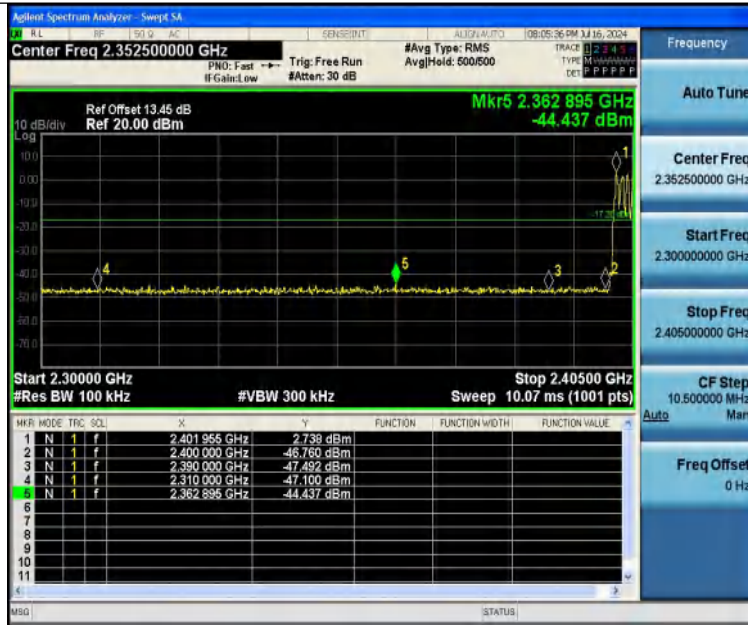 Agilent Spectrum Analyzer - Swept SA
RL RF 50 Ω AC SENSE:INT ALIGN AUTO 08:05:36 PM Jul 16, 2024
Center Freq 2.352500000 GHz #Avg Type: RMS TRACE 1 2 3 4 5
PNO: Fast Trig: Free Run Avg|Hold: 500/500 TYPE M
IFGain:Low #Atten: 30 dB DET P P P P P
Frequency
Auto Tune
Mkr5 2.362 895 GHz
-44.437 dBm
Ref Offset 13.45 dB
10 dB/div Ref 20.00 dBm
Log
10.0
0.00
-10.0
-20.0
-30.0
-40.0
-50.0
-60.0
-70.0
1
2
3
4
5
Start 2.30000 GHz Stop 2.40500 GHz
#Res BW 100 kHz #VBW 300 kHz Sweep 10.07 ms (1001 pts)
MKR MODE TRC SCL X Y FUNCTION FUNCTION WIDTH FUNCTION VALUE
1 N 1 f 2.401 955 GHz 2.738 dBm
2 N 1 f 2.400 000 GHz -46.760 dBm
3 N 1 f 2.390 000 GHz -47.492 dBm
4 N 1 f 2.310 000 GHz -47.100 dBm
5 N 1 f 2.362 895 GHz -44.437 dBm
6
7
8
9
10
11
Center Freq
2.352500000 GHz
Start Freq
2.300000000 GHz
Stop Freq
2.405000000 GHz
CF Step
10.500000 MHz
Auto Man
Freq Offset
0 Hz
MSG STATUS